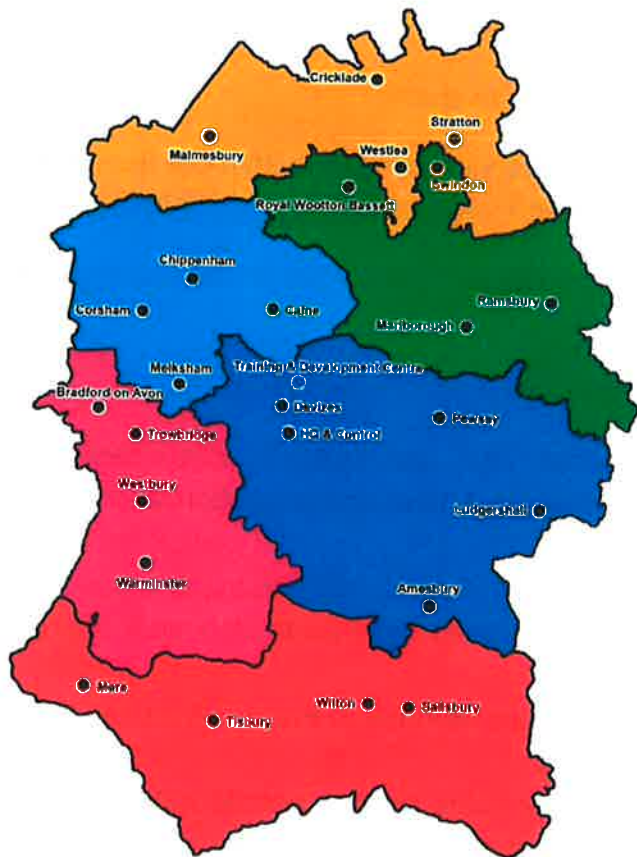 Cricklade
Stratton
Malmesbury
Westlea
Swindon
Royal Wootton Bassett
Chippenham
Ramsbury
Corsham
Calne
Marlborough
Melksham
Training & Development Centre
Bradford on Avon
Devizes
Pewsey
Trowbridge
HQ & Control
Westbury
Ludgershall
Warminster
Amesbury
Mere
Wilton
Salisbury
Tisbury